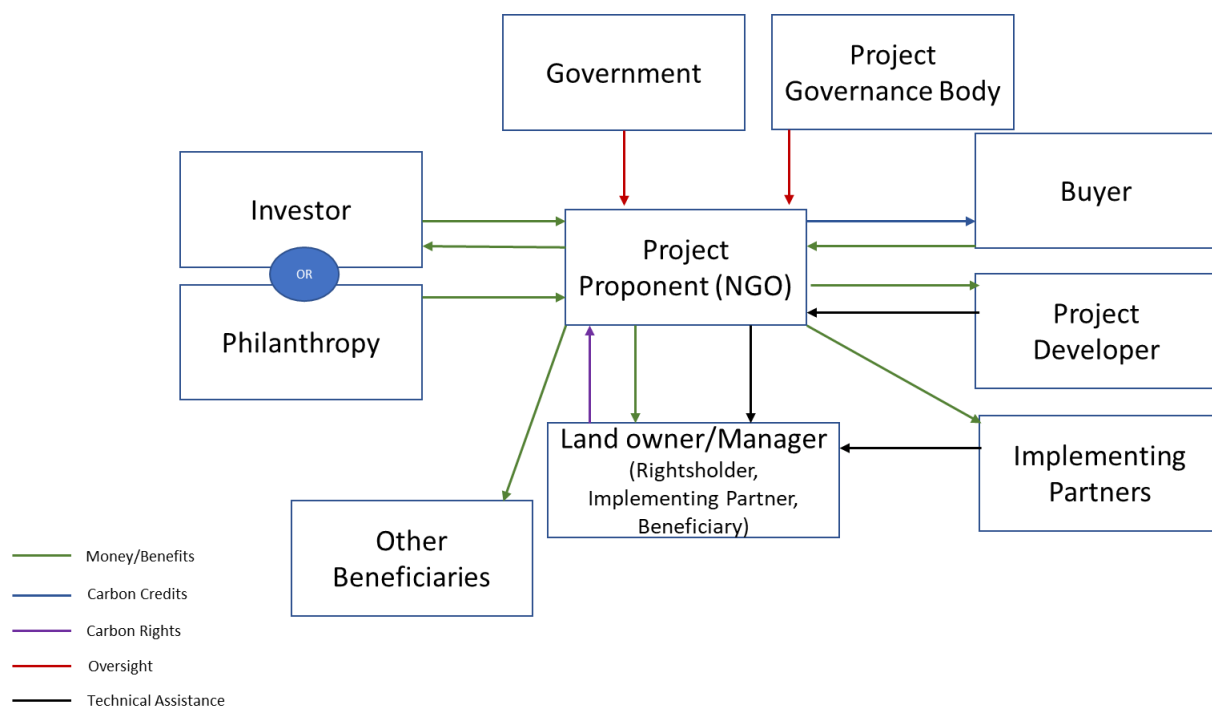 Government
Project
Governance Body
Investor
OR
Philanthropy
Project
Proponent (NGO)
Buyer
Project
Developer
Land owner/Manager
(Rightsholder,
Implementing Partner,
Beneficiary)
Implementing
Partners
Other
Beneficiaries
Money/Benefits
Carbon Credits
Carbon Rights
Oversight
Technical Assistance